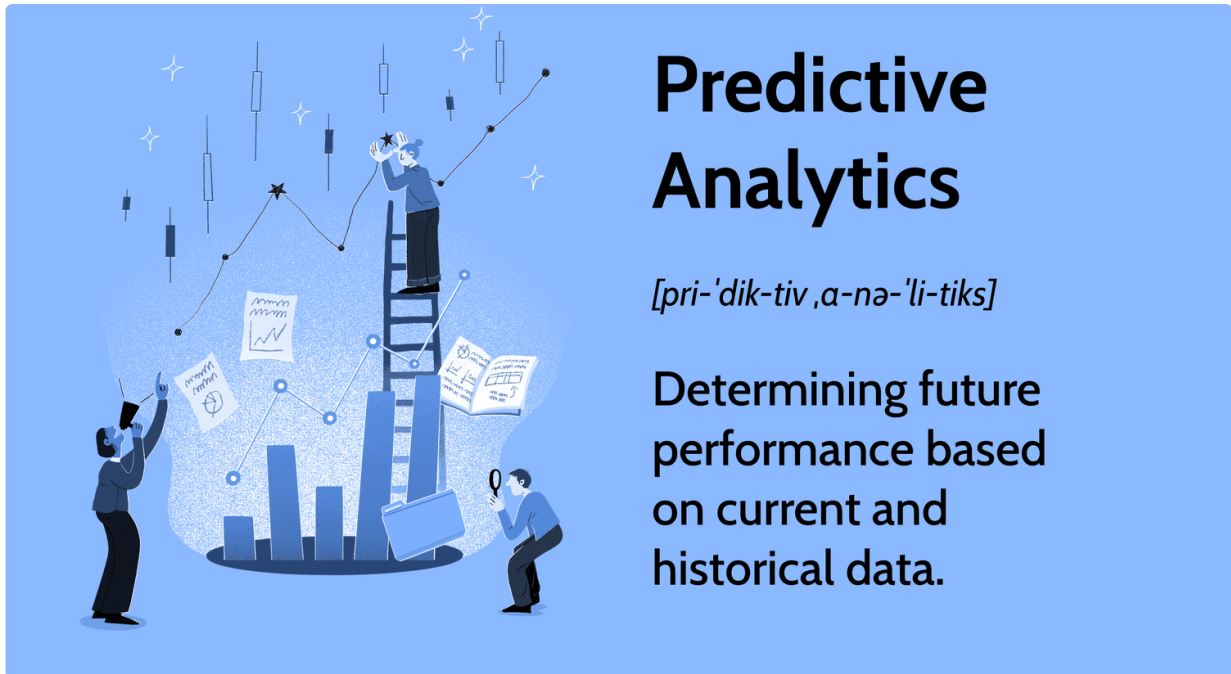 Predictive
Analytics
[pri-ˈdik-tiv ˌa-nə-ˈli-tiks]
Determining future
performance based
on current and
historical data.